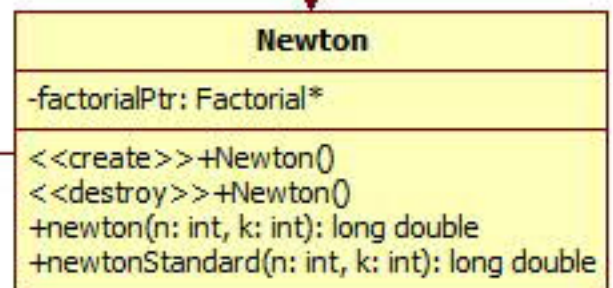 Newton
-factorialPtr: Factorial*
<<create>>+Newton()
<<destroy>>+Newton()
+newton(n: int, k: int): long double
+newtonStandard(n: int, k: int): long double